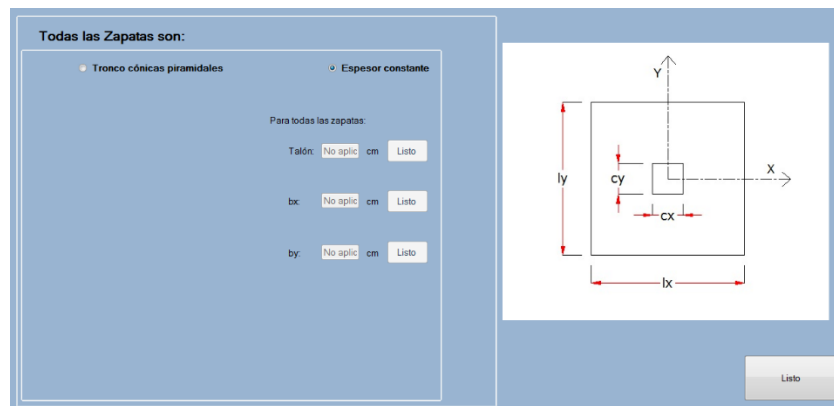 Todas las Zapatas son:
Tronco cónicas piramidales
Espesor constante
Para todas las zapatas:
Talón: No aplic cm Listo
bx: No aplic cm Listo
by: No aplic cm Listo
Y
X
ly
cy
cx
lx
Listo